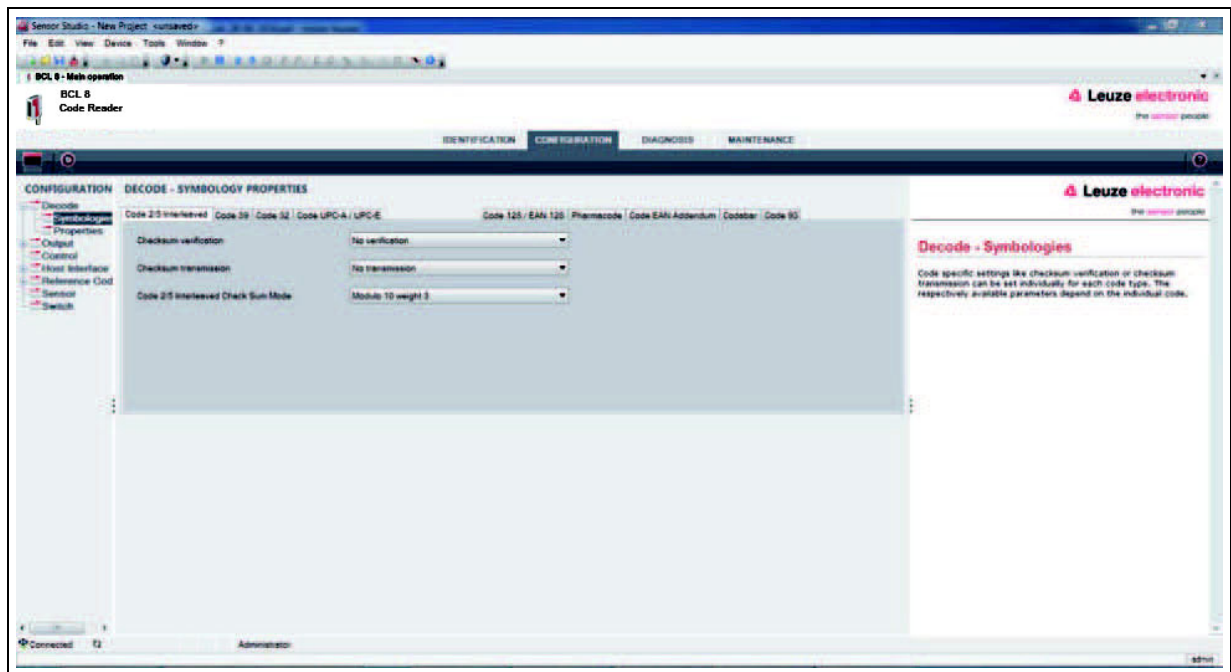 Sensor Studio - New Project <unsaved>
File Edit View Device Tools Window ?
BCL 8 - Main operation
BCL 8
Code Reader
Leuze electronic
the sensor people
IDENTIFICATION CONFIGURATION DIAGNOSIS MAINTENANCE
CONFIGURATION
Decode
Symbologies
Properties
Output
Control
Host Interface
Reference Cod
Sensor
Switch
DECODE - SYMBOLOGY PROPERTIES
Code 2/5 Interleaved Code 39 Code 32 Code UPC-A / UPC-E Code 128 / EAN 128 Pharmacode Code EAN Addendum Codabar Code 93
Checksum verification No verification
Checksum transmission No transmission
Code 2/5 Interleaved Check Sum Mode Modulo 10 weight 3
Leuze electronic
the sensor people
Decode - Symbologies
Code specific settings like checksum verification or checksum
transmission can be set individually for each code type. The
respectively available parameters depend on the individual code.
Connected Administrator
admin